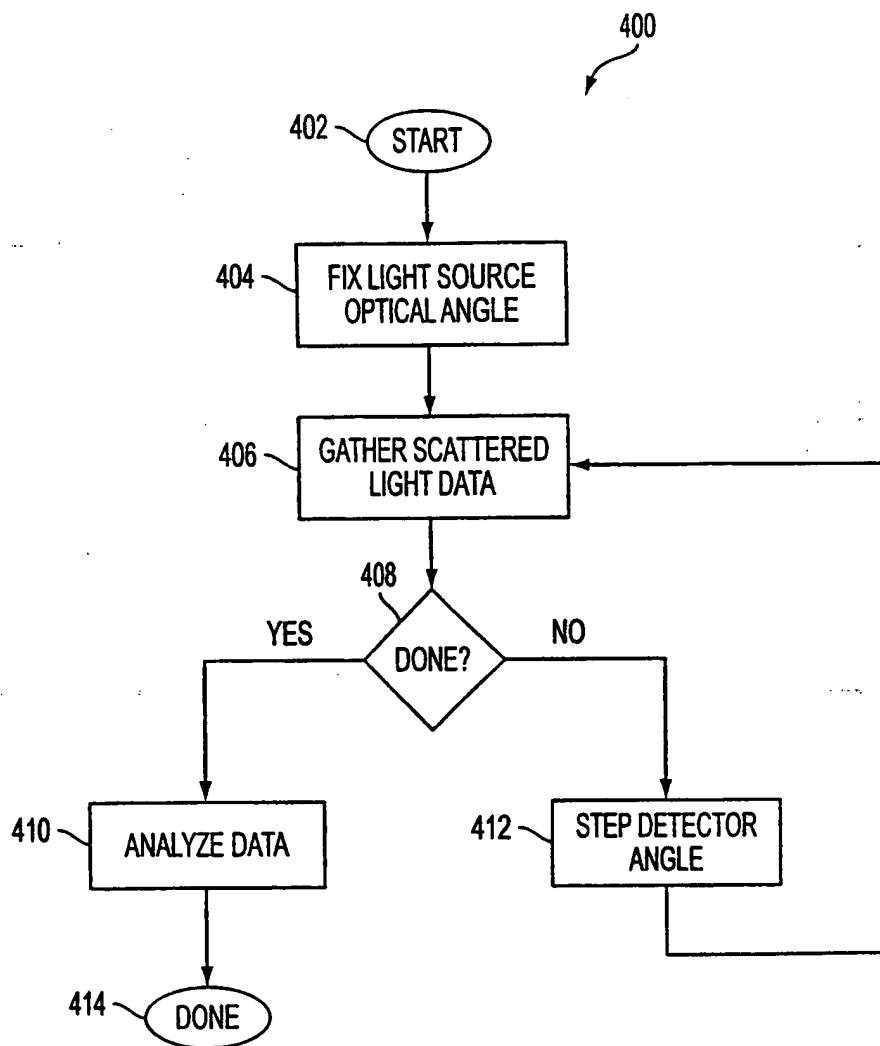 400
402
START
404
FIX LIGHT SOURCE
OPTICAL ANGLE
406
GATHER SCATTERED
LIGHT DATA
408
YES
DONE?
NO
410
ANALYZE DATA
412
STEP DETECTOR
ANGLE
414
DONE